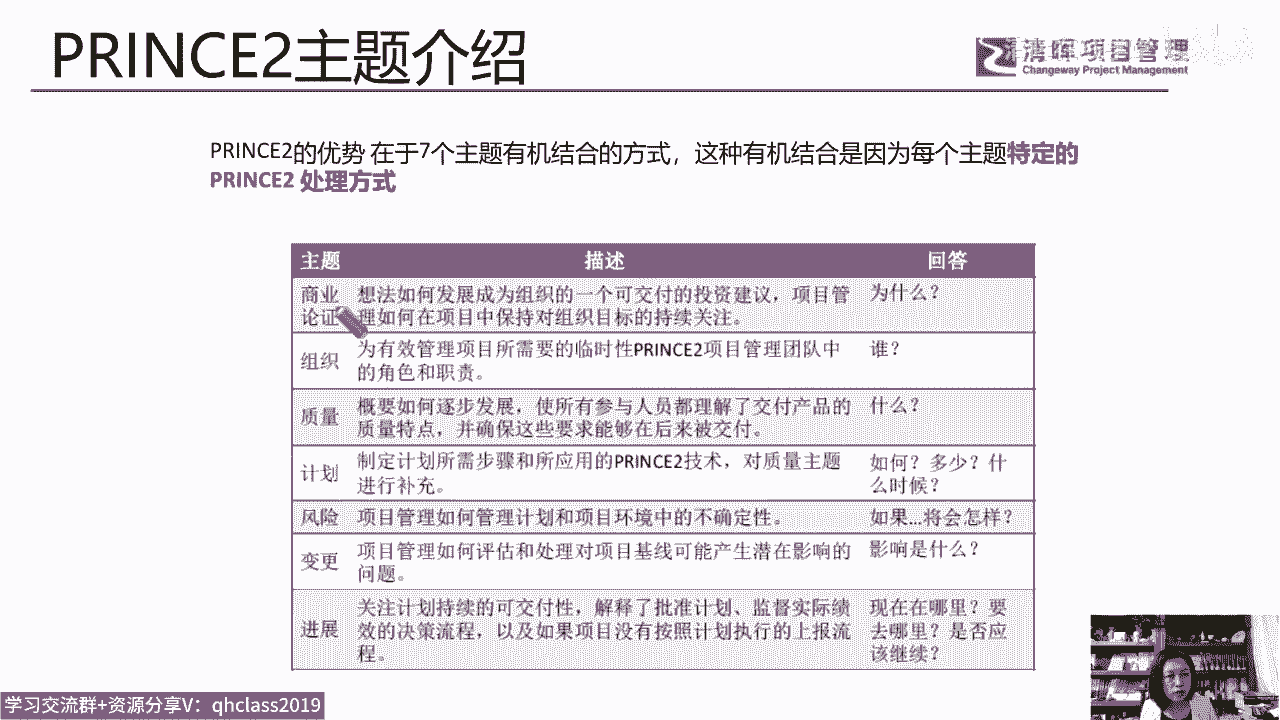 PRINCE2主题介绍
清晖项目管理
Changeway Project Management
PRINCE2的优势 在于7个主题有机结合的方式，这种有机结合是因为每个主题特定的
PRINCE2 处理方式
主题 描述 回答
商业 想法如何发展成为组织的一个可交付的投资建议，项目管 为什么？
论证 理如何在项目中保持对组织目标的持续关注。
组织 为有效管理项目所需要的临时性PRINCE2项目管理团队中 谁？
的角色和职责。
质量 概要如何逐步发展，使所有参与人员都理解了交付产品的 什么？
质量特点，并确保这些要求能够在后来被交付。
计划 制定计划所需步骤和所应用的PRINCE2技术，对质量主题 如何？多少？什
进行补充。 么时候？
风险 项目管理如何管理计划和项目环境中的不确定性。 如果...将会怎样？
变更 项目管理如何评估和处理对项目基线可能产生潜在影响的 影响是什么？
问题。
关注计划持续的可交付性，解释了批准计划、监督实际绩 现在在哪里？要
进展 效的决策流程，以及如果项目没有按照计划执行的上报流 去哪里？是否应
程。 该继续？
学习交流群+资源分享V：qhclass2019